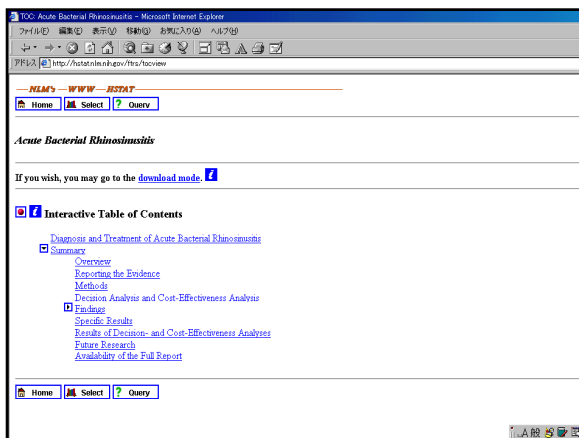 TOC: Acute Bacterial Rhinosinusitis - Microsoft Internet Explorer
ファイル(F) 編集(E) 表示(V) 移動(G) お気に入り(A) ヘルプ(H)
アドレス http://hstat.nlm.nih.gov/ftrs/tocview
NLM's WWW HSTAT
Home Select ? Query
Acute Bacterial Rhinosinusitis
If you wish, you may go to the download mode. i
i Interactive Table of Contents
Diagnosis and Treatment of Acute Bacterial Rhinosinusitis
Summary
Overview
Reporting the Evidence
Methods
Decision Analysis and Cost-Effectiveness Analysis
Findings
Specific Results
Results of Decision- and Cost-Effectiveness Analyses
Future Research
Availability of the Full Report
Home Select ? Query
A 般